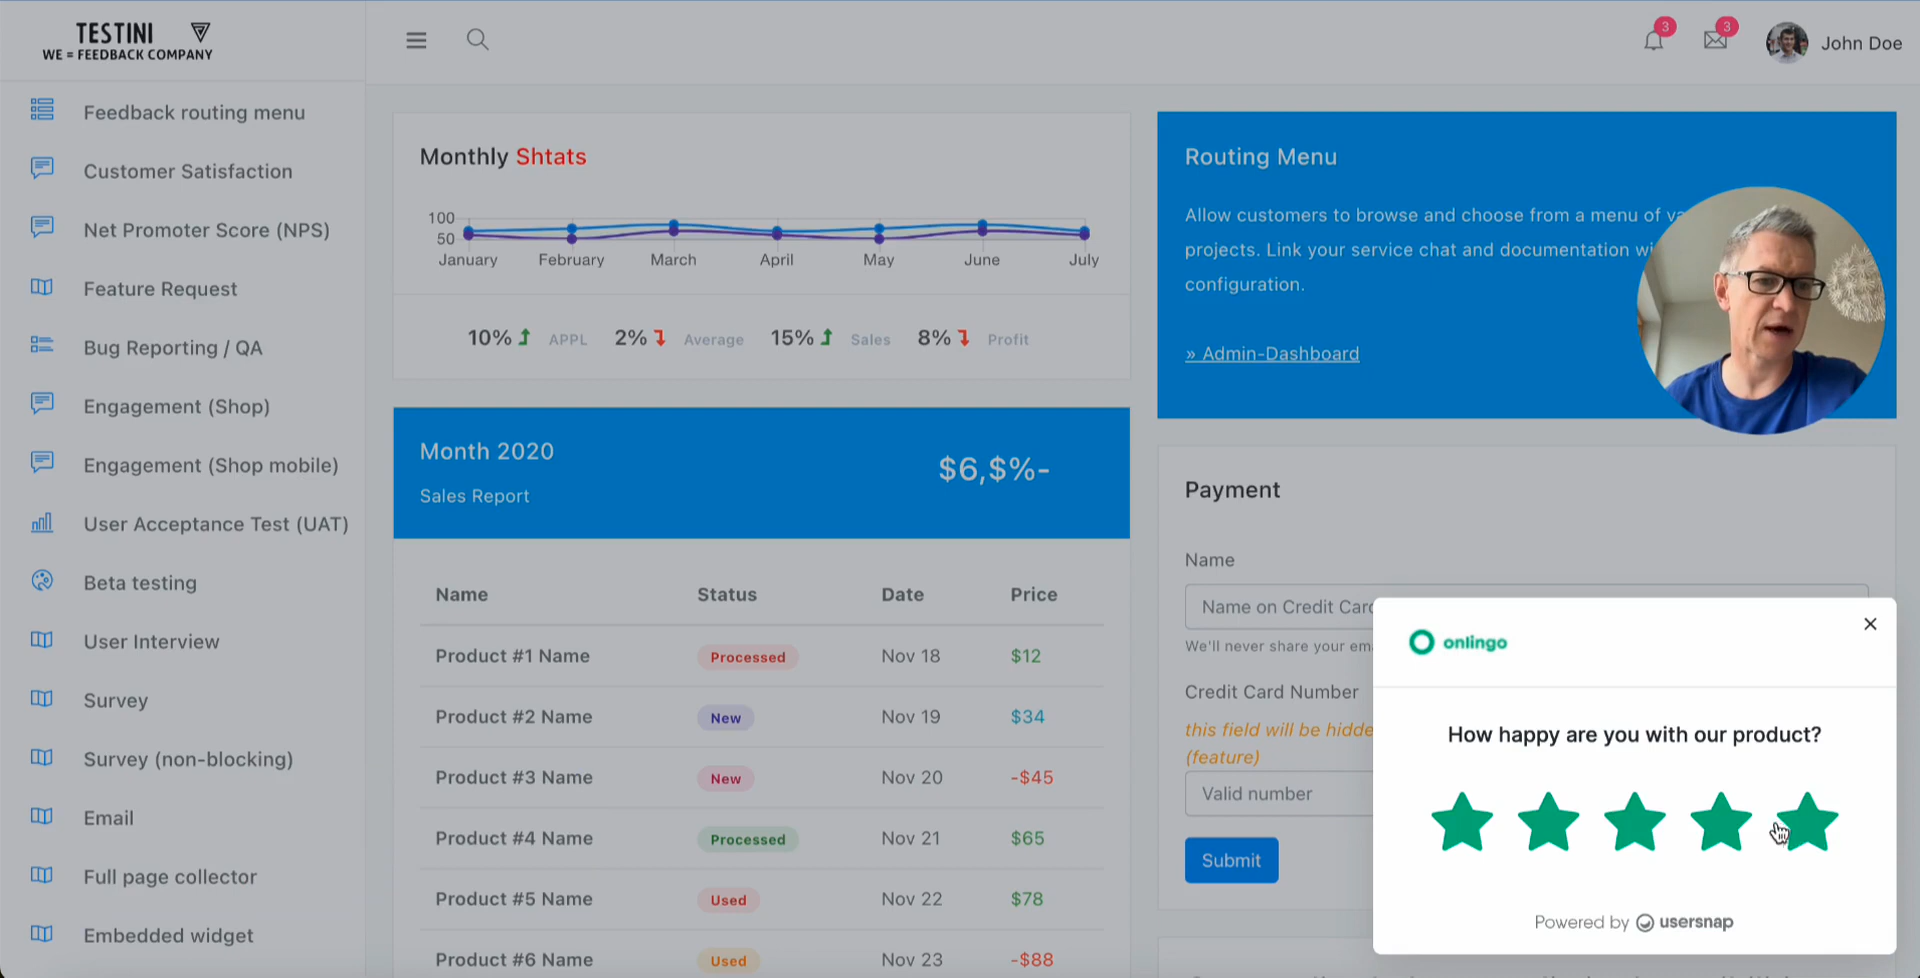 TESTINI
WE = FEEDBACK COMPANY
3
3
John Doe
Feedback routing menu
Customer Satisfaction
Net Promoter Score (NPS)
Feature Request
Bug Reporting / QA
Engagement (Shop)
Engagement (Shop mobile)
User Acceptance Test (UAT)
Beta testing
User Interview
Survey
Survey (non-blocking)
Email
Full page collector
Embedded widget
Monthly Shtats
100
50
January February March April May June July
10% APPL 2% Average 15% Sales 8% Profit
Month 2020
Sales Report
$6,$%-
Name Status Date Price
Product #1 Name Processed Nov 18 $12
Product #2 Name New Nov 19 $34
Product #3 Name New Nov 20 -$45
Product #4 Name Processed Nov 21 $65
Product #5 Name Used Nov 22 $78
Product #6 Name Used Nov 23 -$88
Routing Menu
Allow customers to browse and choose from a menu of
projects. Link your service chat and documentation
configuration.
» Admin-Dashboard
Payment
Name
Name on Credit
We'll never share your
Credit Card Number
this field will be
(feature)
Valid number
Submit
onlingo
How happy are you with our product?
Powered by usersnap